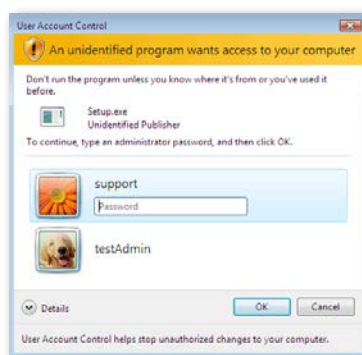 User Account Control
An unidentified program wants access to your computer
Don't run the program unless you know where it's from or you've used it
before.
Setup.exe
Unidentified Publisher
To continue, type an administrator password, and then click OK.
support
Password
testAdmin
Details
OK
Cancel
User Account Control helps stop unauthorized changes to your computer.